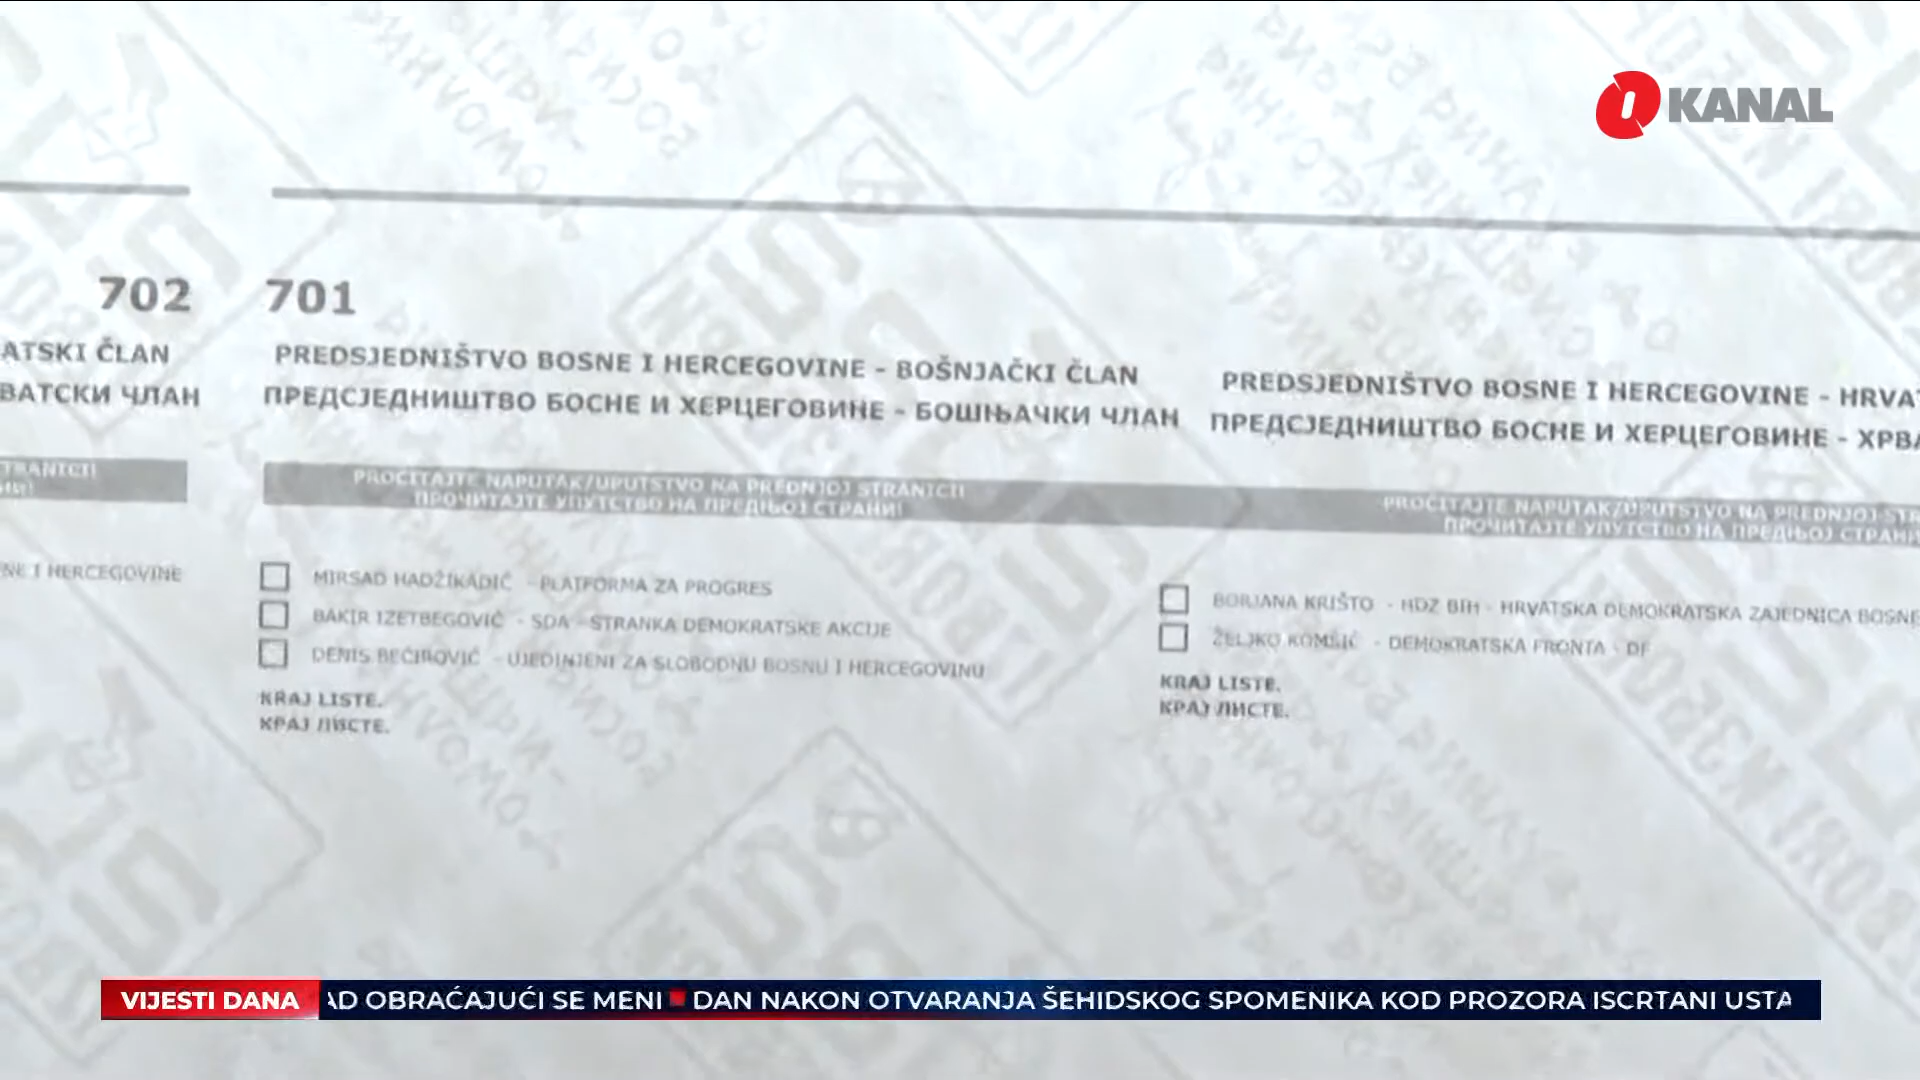 KANAL
702
701
ATSKI ČLAN
ВАТСКИ ЧЛАН
PREDSJEDNIŠTVO BOSNE I HERCEGOVINE - BOŠNJAČKI ČLAN
ПРЕДСЈЕДНИШТВО БОСНЕ И ХЕРЦЕГОВИНЕ - БОШЊАЧКИ ЧЛАН
PREDSJEDNIŠTVO BOSNE I HERCEGOVINE - HRVAT
ПРЕДСЈЕДНИШТВО БОСНЕ И ХЕРЦЕГОВИНЕ - ХРВА
TRANICI!
PROČITAJTE NAPUTAK/UPUTSTVO NA PREDNJOJ STRANICI!
ПРОЧИТАЈТЕ УПУТСТВО НА ПРЕДЊОЈ СТРАНИ!
PROČITAJTE NAPUTAK/UPUTSTVO NA PREDNJOJ STR
ПРОЧИТАЈТЕ УПУТСТВО НА ПРЕДЊОЈ СТРАНИ
NE I HERCEGOVINE
MIRSAD HADŽIKADIĆ - PLATFORMA ZA PROGRES
BAKIR IZETBEGOVIĆ - SDA - STRANKA DEMOKRATSKE AKCIJE
DENIS BEĆIROVIĆ - UJEDINJENI ZA SLOBODNU BOSNU I HERCEGOVINU
KRAJ LISTE.
КРАЈ ЛИСТЕ.
BORJANA KRIŠTO - HDZ BIH - HRVATSKA DEMOKRATSKA ZAJEDNICA BOSNE
ŽELJKO KOMŠIĆ - DEMOKRATSKA FRONTA - DF
KRAJ LISTE.
КРАЈ ЛИСТЕ.
VIJESTI DANA
AD OBRAĆAJUĆI SE MENI DAN NAKON OTVARANJA ŠEHIDSKOG SPOMENIKA KOD PROZORA ISCRTANI USTA